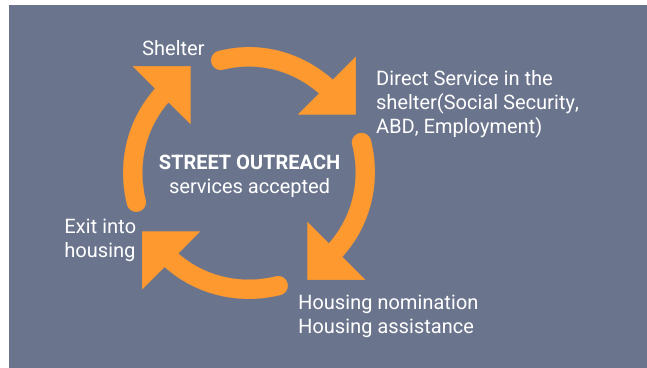 Shelter
Direct Service in the
shelter(Social Security,
ABD, Employment)
STREET OUTREACH
services accepted
Exit into
housing
Housing nomination
Housing assistance